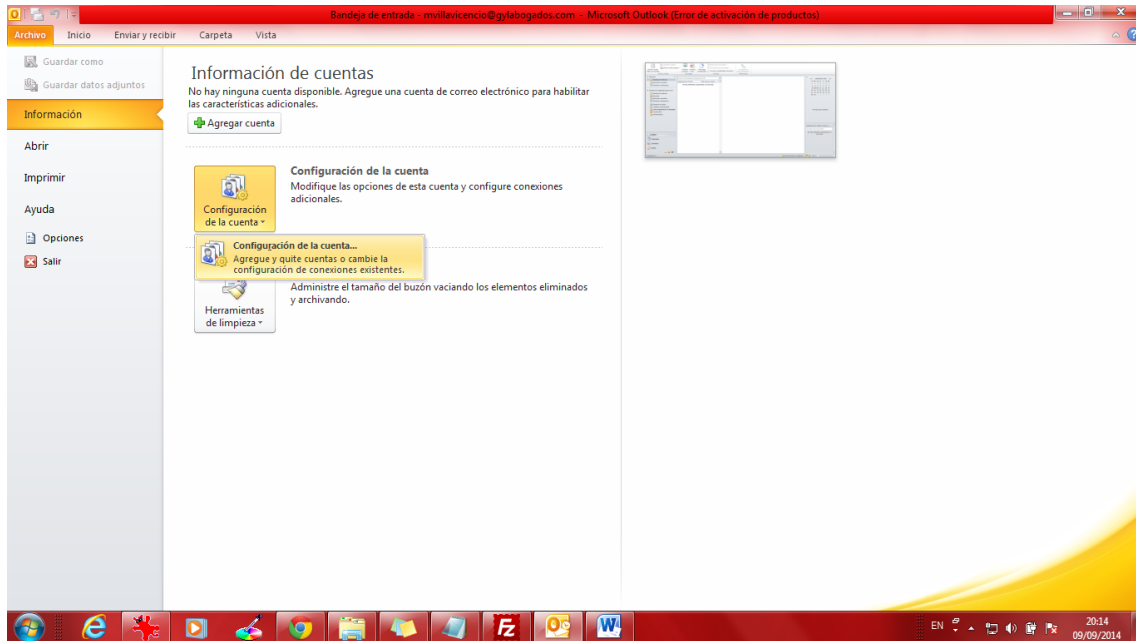 Bandeja de entrada - mvillavicencio@gylabogados.com - Microsoft Outlook (Error de activación de productos)
Archivo Inicio Enviar y recibir Carpeta Vista
Guardar como
Guardar datos adjuntos
Información
Abrir
Imprimir
Ayuda
Opciones
Salir
Información de cuentas
No hay ninguna cuenta disponible. Agregue una cuenta de correo electrónico para habilitar
las características adicionales.
Agregar cuenta
Configuración
de la cuenta
Configuración de la cuenta
Modifique las opciones de esta cuenta y configure conexiones
adicionales.
Configuración de la cuenta...
Agregue y quite cuentas o cambie la
configuración de conexiones existentes.
Herramientas
de limpieza
Administre el tamaño del buzón vaciando los elementos eliminados
y archivando.
EN
20:14
09/09/2014